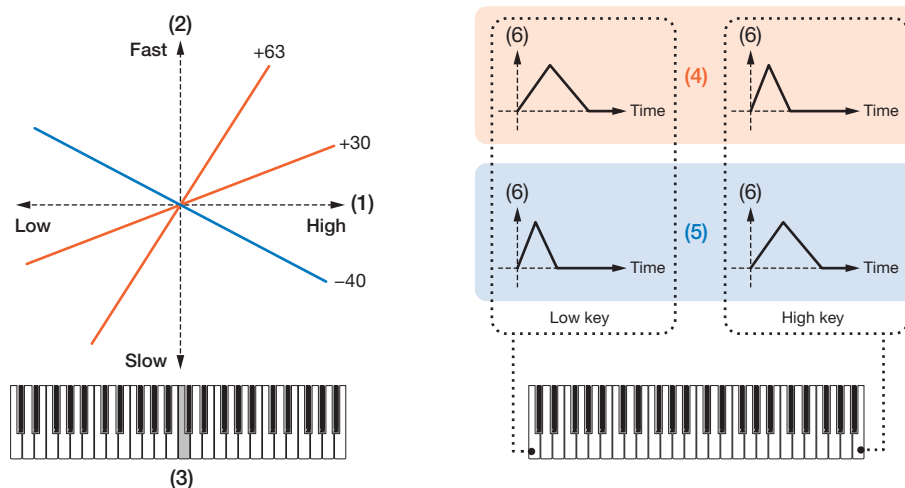 (2)
Fast
+63
+30
(1)
Low
High
−40
Slow
(3)
(6)
(6)
(4)
Time
Time
(6)
(6)
(5)
Time
Time
Low key
High key